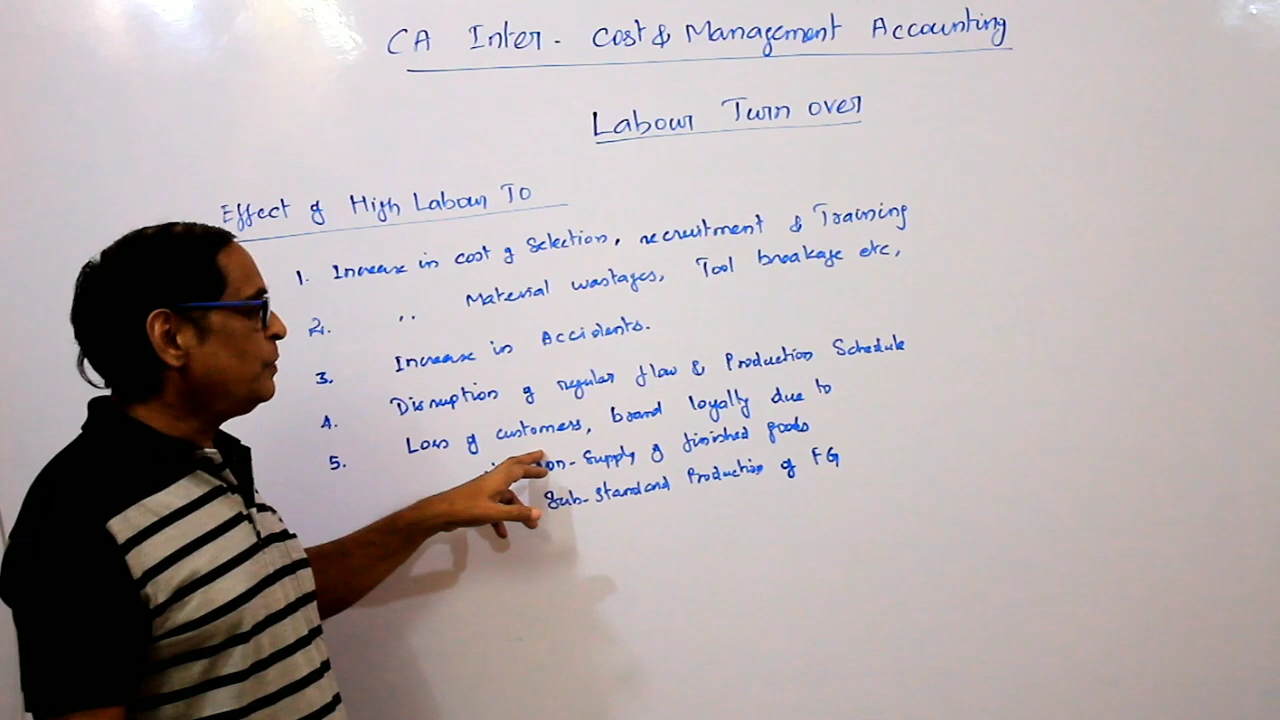 CA Inter - Cost & Management Accounting
Labour Turn over
Effect of High Labour TO
1. Increase in cost of Selection, recruitment & Training
2. ,, Material wastages, Tool breakage etc,
3. Increase in Accidents.
4. Disruption of regular flow & Production Schedule
5. Loss of customers, brand loyalty due to
non-Supply of finished goods
Sub-Standard Production of FG